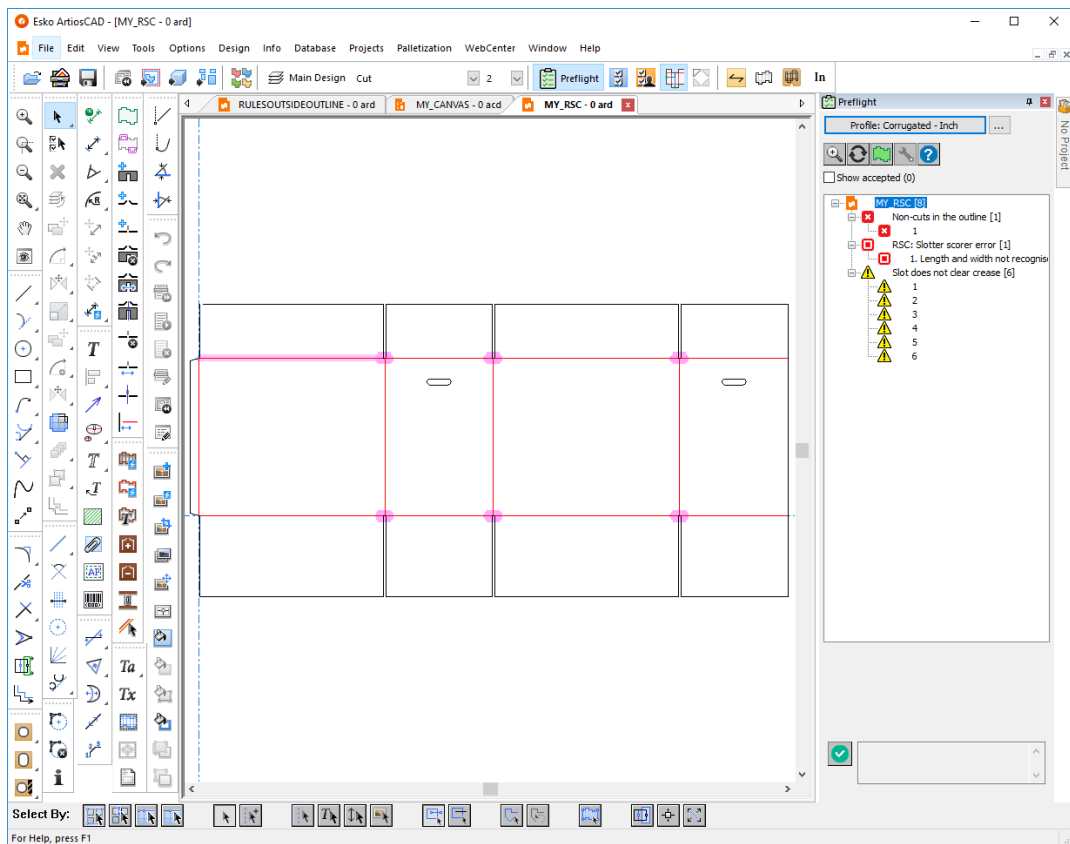 Esko ArtiosCAD - [MY_RSC - 0 ard]
File Edit View Tools Options Design Info Database Projects Palletization WebCenter Window Help
Main Design Cut 2 Preflight In
RULESOUTSIDEOUTLINE - 0 ard MY_CANVAS - 0 acd MY_RSC - 0 ard
Preflight
No Project
Profile: Corrugated - Inch ...
Show accepted (0)
MY_RSC [8]
Non-cuts in the outline [1]
1
RSC: Slotter scorer error [1]
1. Length and width not recognise
Slot does not clear crease [6]
1
2
3
4
5
6
T
T
T
AB
Ta
Tx
Select By:
For Help, press F1